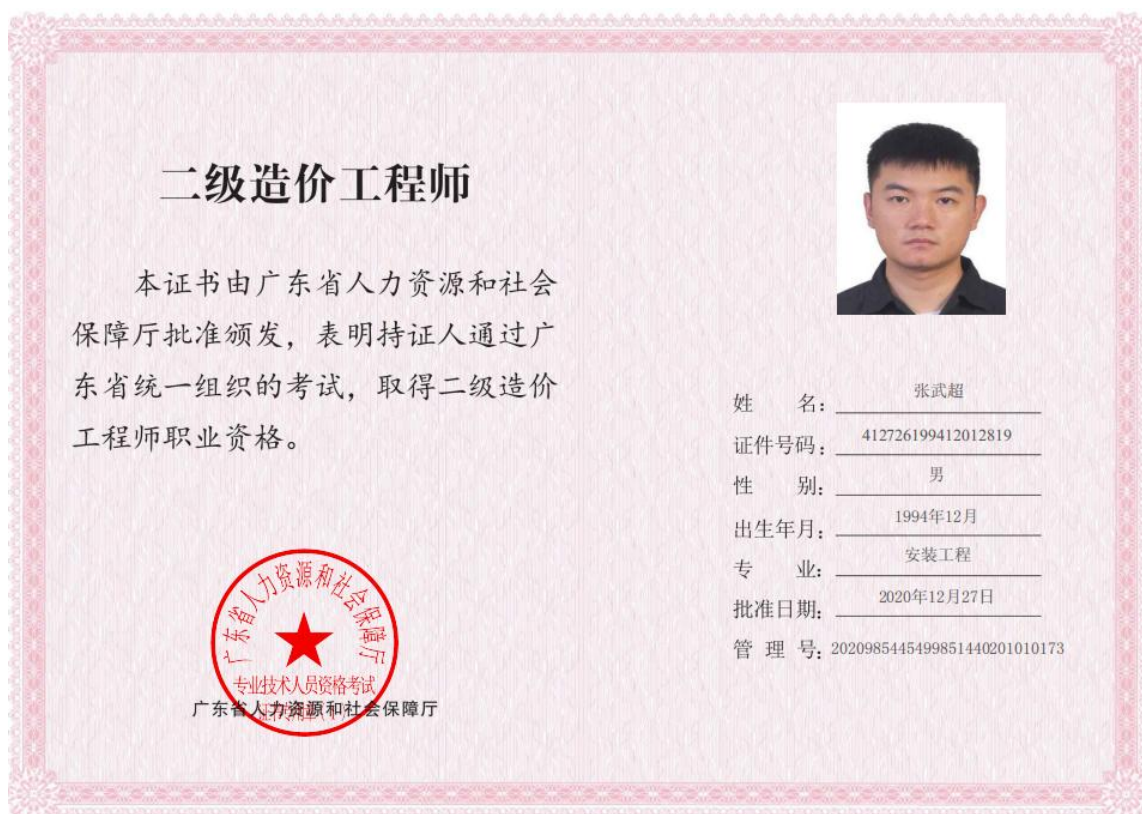 二级造价工程师
本证书由广东省人力资源和社会
保障厅批准颁发，表明持证人通过广
东省统一组织的考试，取得二级造价
工程师职业资格。
姓 名：张武超
证件号码：412726199412012819
性 别：男
出生年月：1994年12月
专 业：安装工程
批准日期：2020年12月27日
管 理 号：2020985445499851440201010173
广东省人力资源和社会保障厅
专业技术人员资格考试
广东省人力资源和社会保障厅